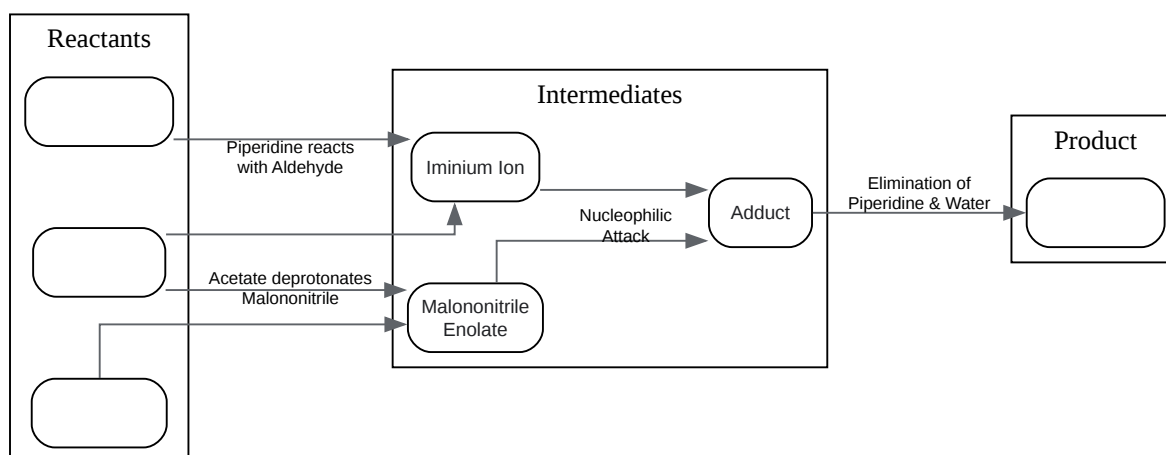 Reactants
Piperidine reacts
with Aldehyde
Acetate deprotonates
Malononitrile
Intermediates
Iminium Ion
Malononitrile
Enolate
Nucleophilic
Attack
Adduct
Elimination of
Piperidine & Water
Product